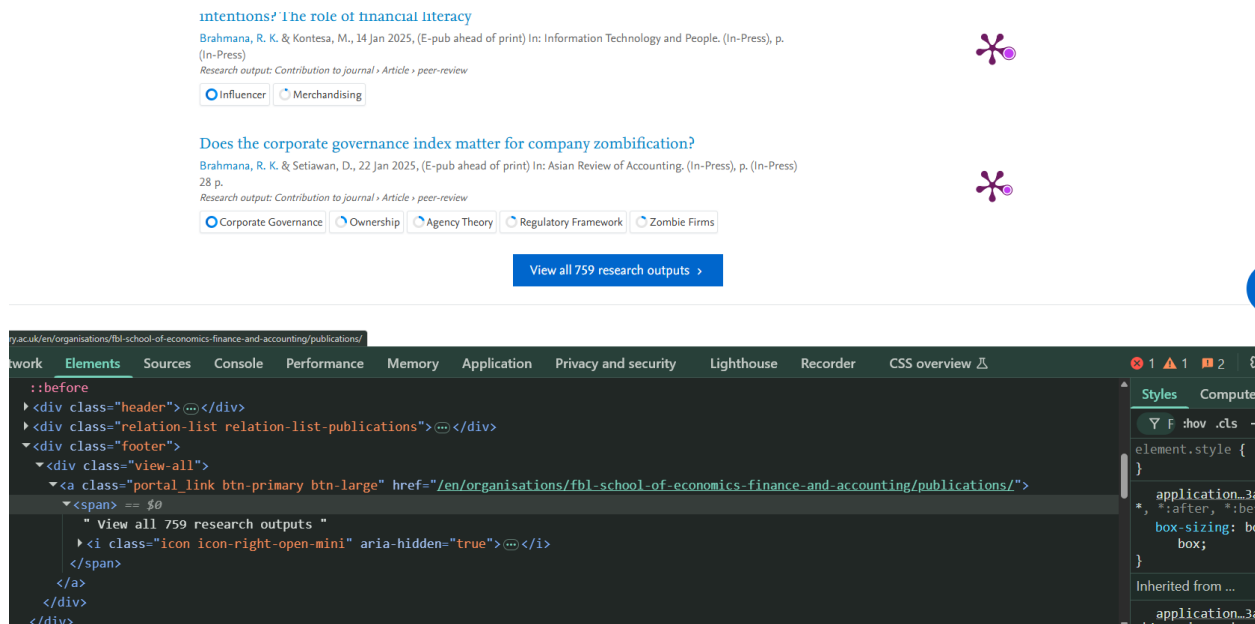 intentions? The role of financial literacy
Brahmana, R. K. & Kontesa, M., 14 Jan 2025, (E-pub ahead of print) In: Information Technology and People. (In-Press), p.
(In-Press)
Research output: Contribution to journal › Article › peer-review
Influencer Merchandising
Does the corporate governance index matter for company zombification?
Brahmana, R. K. & Setiawan, D., 22 Jan 2025, (E-pub ahead of print) In: Asian Review of Accounting. (In-Press), p. (In-Press)
28 p.
Research output: Contribution to journal › Article › peer-review
Corporate Governance Ownership Agency Theory Regulatory Framework Zombie Firms
View all 759 research outputs ›
ry.ac.uk/en/organisations/fbl-school-of-economics-finance-and-accounting/publications/
twork Elements Sources Console Performance Memory Application Privacy and security Lighthouse Recorder CSS overview 1 1 2
::before
<div class="header"> … </div>
<div class="relation-list relation-list-publications"> … </div>
<div class="footer">
<div class="view-all">
<a class="portal_link btn-primary btn-large" href="/en/organisations/fbl-school-of-economics-finance-and-accounting/publications/">
<span> == $0
" View all 759 research outputs "
<i class="icon icon-right-open-mini" aria-hidden="true"> … </i>
</span>
</a>
</div>
</div>
Styles Compute
F :hov .cls
element.style {
}
application…3a
*, *:after, *:be
box-sizing: bo
box;
}
Inherited from …
application…3a